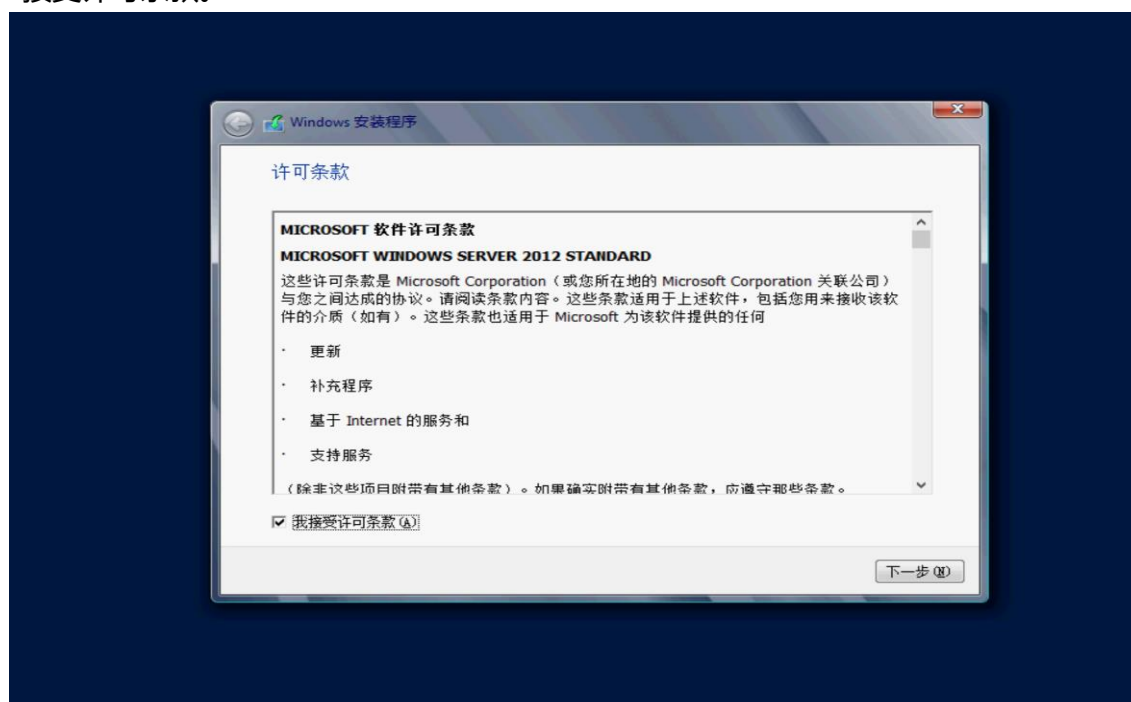 Windows 安装程序
许可条款
MICROSOFT 软件许可条款
MICROSOFT WINDOWS SERVER 2012 STANDARD
这些许可条款是 Microsoft Corporation（或您所在地的 Microsoft Corporation 关联公司）
与您之间达成的协议。请阅读条款内容。这些条款适用于上述软件，包括您用来接收该软
件的介质（如有）。这些条款也适用于 Microsoft 为该软件提供的任何
· 更新
· 补充程序
· 基于 Internet 的服务和
· 支持服务
（除非这些项目附带有其他条款）。如果确实附带有其他条款，应遵守那些条款。
我接受许可条款(A)
下一步(N)